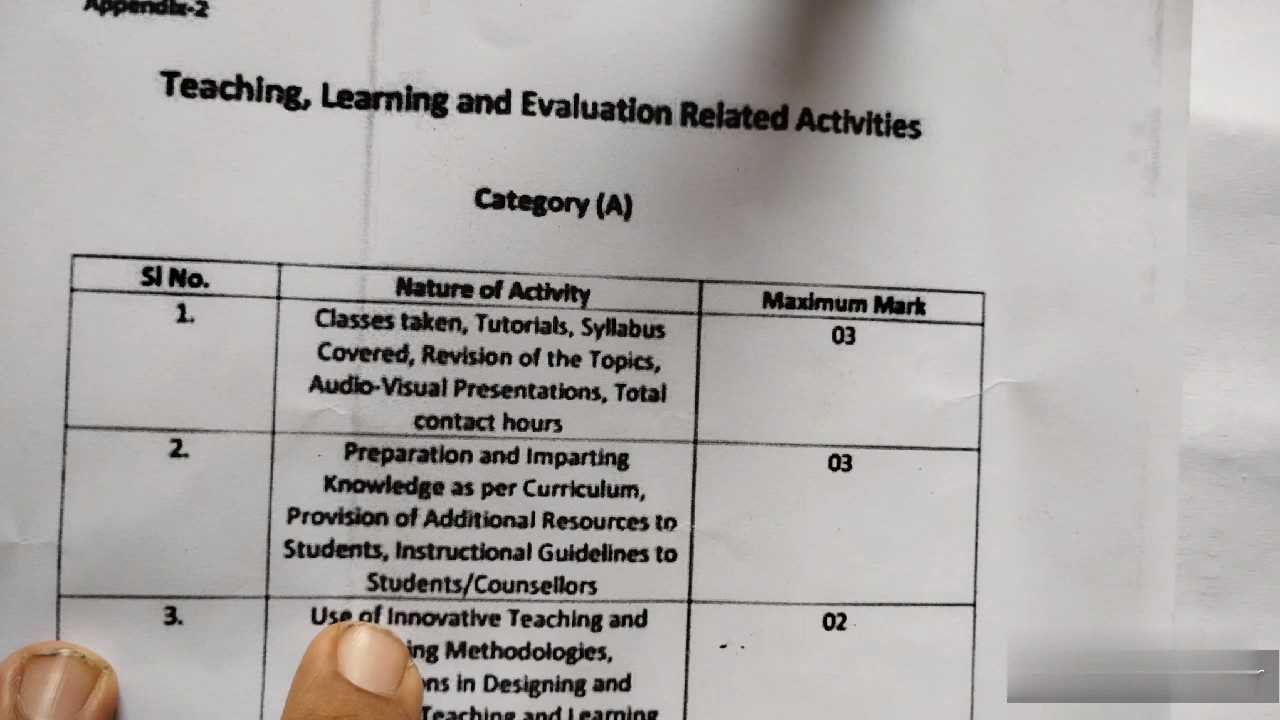 Appendix-2
Teaching, Learning and Evaluation Related Activities
Category (A)
Sl No.
Nature of Activity
Maximum Mark
1.
Classes taken, Tutorials, Syllabus
Covered, Revision of the Topics,
Audio-Visual Presentations, Total
contact hours
03
2.
Preparation and Imparting
Knowledge as per Curriculum,
Provision of Additional Resources to
Students, Instructional Guidelines to
Students/Counsellors
03
3.
Use of Innovative Teaching and
Methodologies,
in Designing and
Teaching and Learning
02